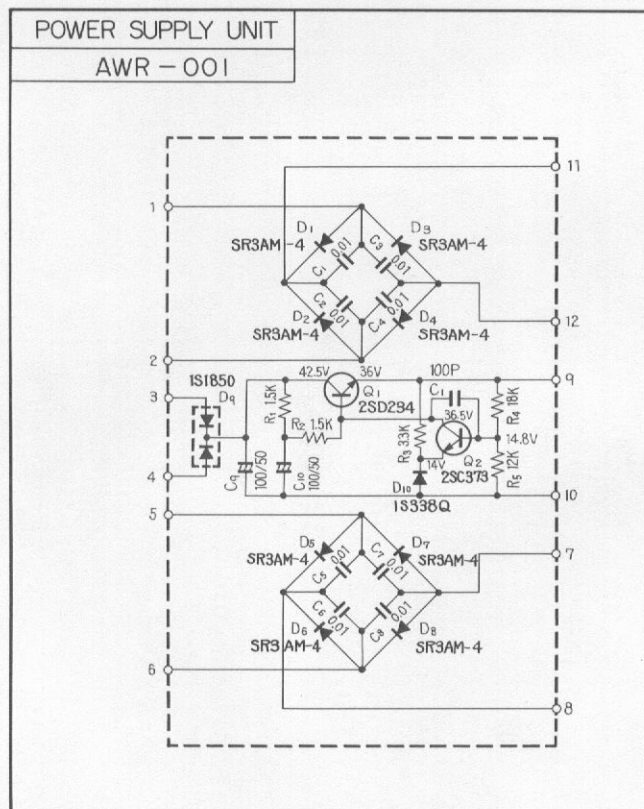 POWER SUPPLY UNIT
AWR-001
11
1
D1
SR3AM-4
D3
SR3AM-4
C1 0.01
C3 0.01
C2 0.01
C4 0.01
D2
SR3AM-4
D4
SR3AM-4
12
2
3
1S1850
D9
4
42.5V
36V
Q1
2SD234
R1 1.5K
R2 1.5K
C9
100/50
C10
100/50
100P
C1
9
R4 18K
R3 3.3K
36.5V
14.8V
14V
Q2
2SC373
R5 12K
D10
1S338Q
10
5
7
D5
SR3AM-4
D7
SR3AM-4
C5 0.01
C7 0.01
C6 0.01
C8 0.01
D6
SR3AM-4
D8
SR3AM-4
6
8